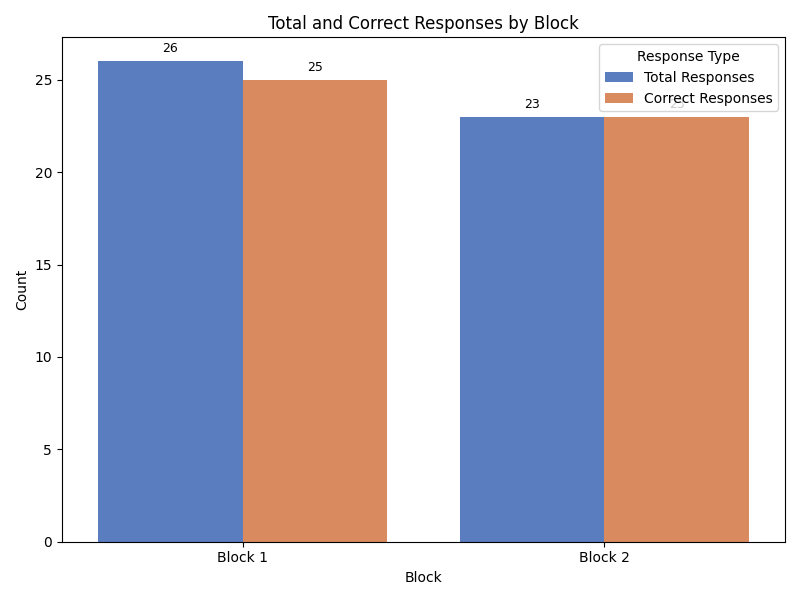 Total and Correct Responses by Block
26
25
23
23
Response Type
Total Responses
Correct Responses
25
20
15
10
5
0
Count
Block 1
Block 2
Block